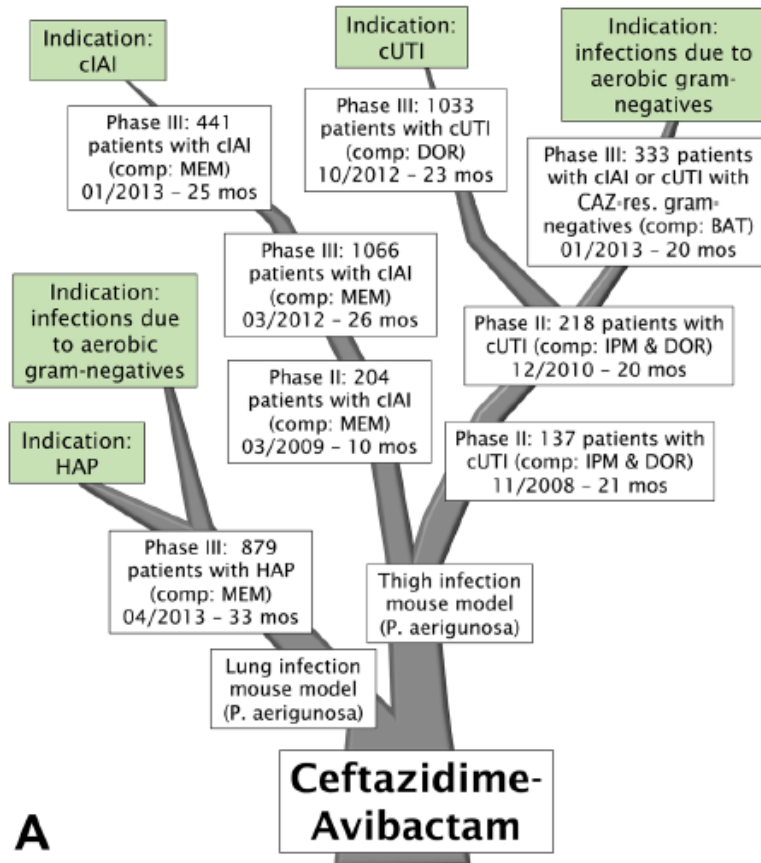 Indication:
cIAI
Indication:
cUTI
Indication:
infections due to
aerobic gram-
negatives
Phase III: 441
patients with cIAI
(comp: MEM)
01/2013 – 25 mos
Phase III: 1033
patients with cUTI
(comp: DOR)
10/2012 – 23 mos
Phase III: 333 patients
with cIAI or cUTI with
CAZ-res. gram-
negatives (comp: BAT)
01/2013 – 20 mos
Phase III: 1066
patients with cIAI
(comp: MEM)
03/2012 – 26 mos
Indication:
infections due
to aerobic
gram-negatives
Phase II: 218 patients with
cUTI (comp: IPM & DOR)
12/2010 – 20 mos
Phase II: 204
patients with cIAI
(comp: MEM)
03/2009 – 10 mos
Indication:
HAP
Phase II: 137 patients with
cUTI (comp: IPM & DOR)
11/2008 – 21 mos
Phase III: 879
patients with HAP
(comp: MEM)
04/2013 – 33 mos
Thigh infection
mouse model
(P. aerigunosa)
Lung infection
mouse model
(P. aerigunosa)
Ceftazidime-
Avibactam
A